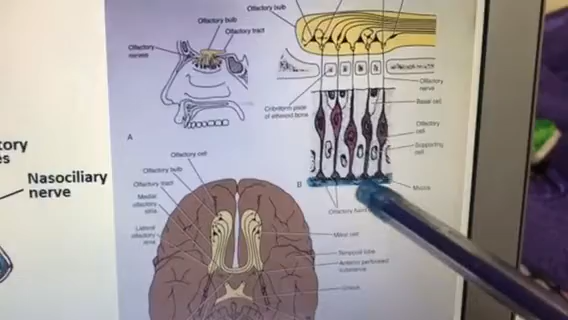 Olfactory bulb
Olfactory bulb
Olfactory tract
Olfactory
nerves
Olfactory
nerve
Cribriform plate
of ethmoid bone
Basal cell
Olfactory
cell
Supporting
cell
A
B
Mucus
Olfactory hairs
tory
es
Nasociliary
nerve
Olfactory cell
Olfactory bulb
Olfactory tract
Medial
olfactory
stria
Lateral
olfactory
stria
Mitral cell
Temporal lobe
Anterior perforated
substance
Uncus